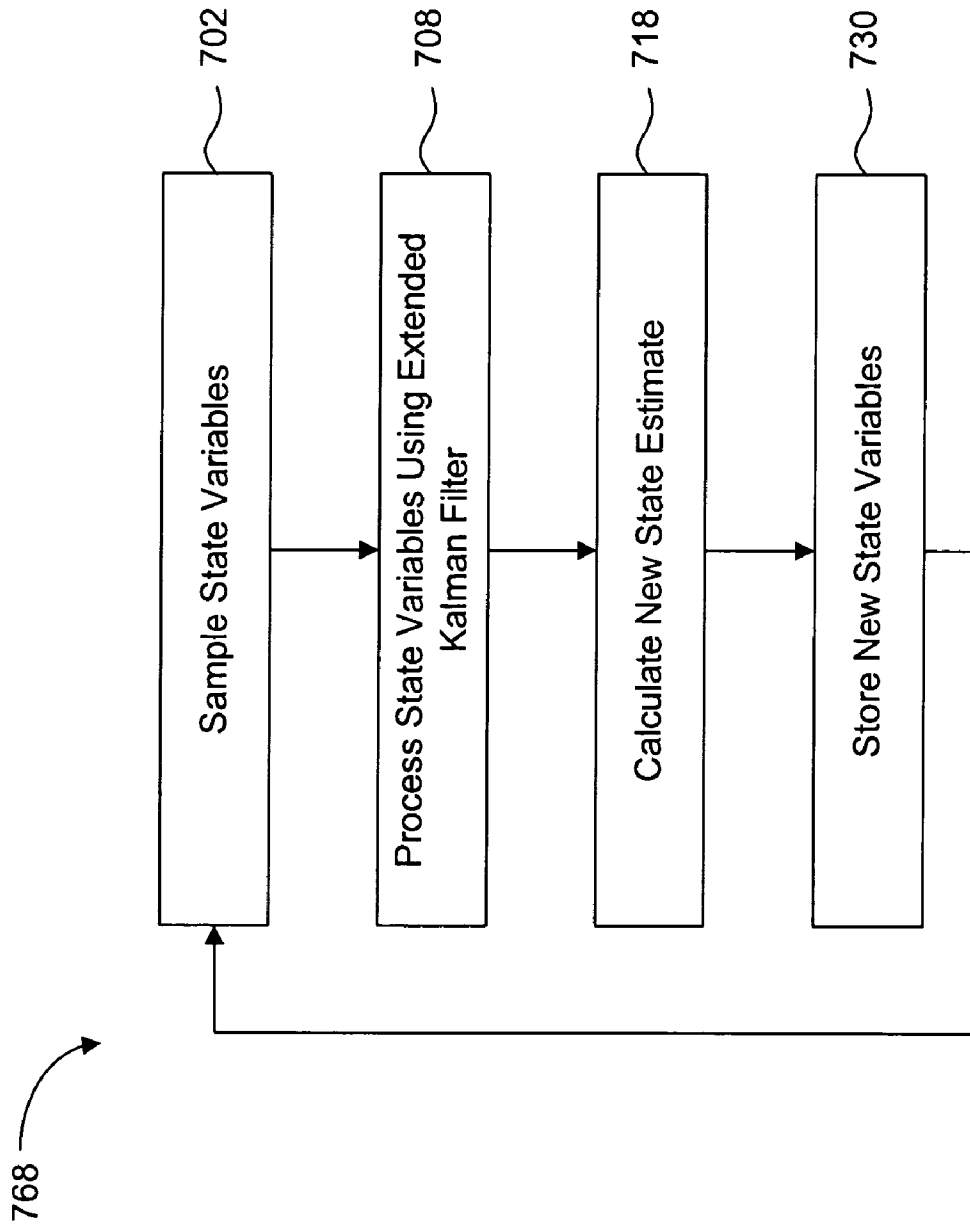 768
Sample State Variables
702
Process State Variables Using Extended
Kalman Filter
708
Calculate New State Estimate
718
Store New State Variables
730